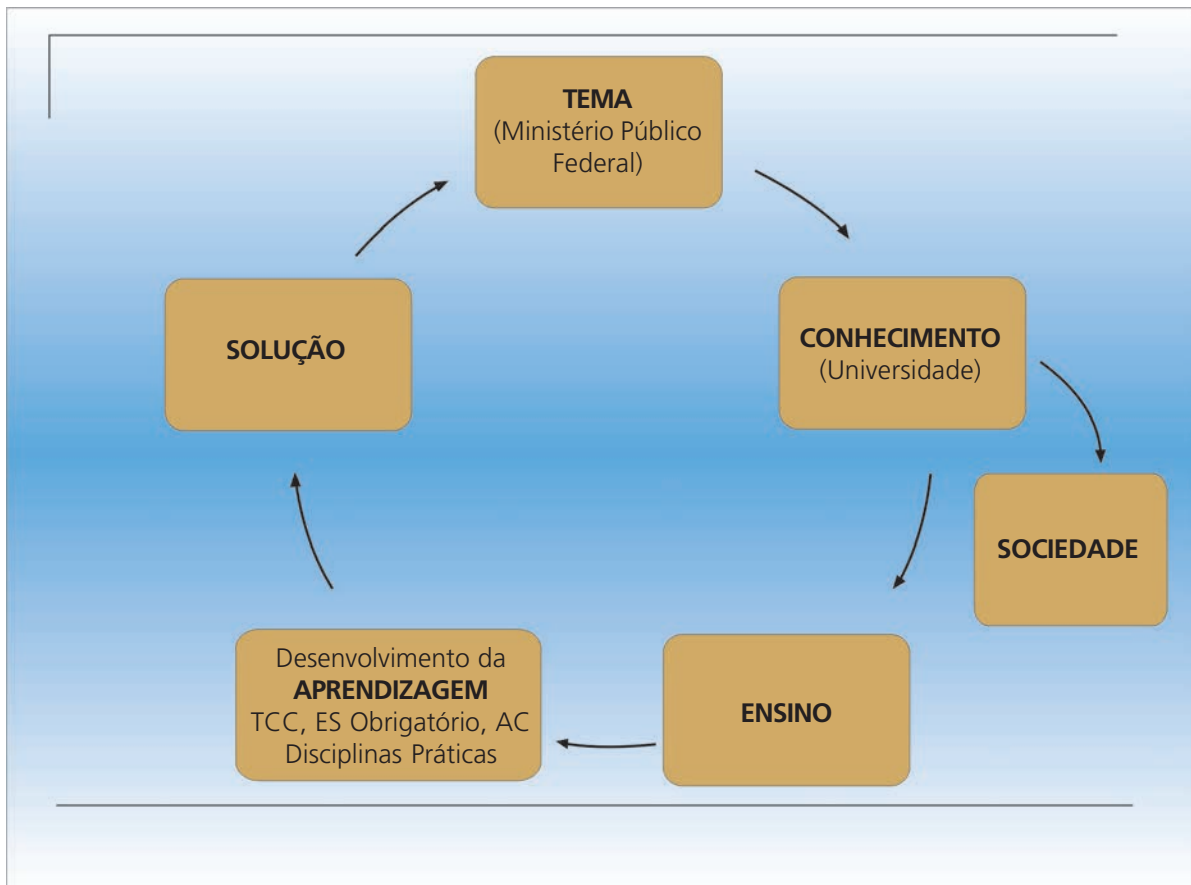 TEMA
(Ministério Público
Federal)
CONHECIMENTO
(Universidade)
SOCIEDADE
ENSINO
Desenvolvimento da
APRENDIZAGEM
TCC, ES Obrigatório, AC
Disciplinas Práticas
SOLUÇÃO